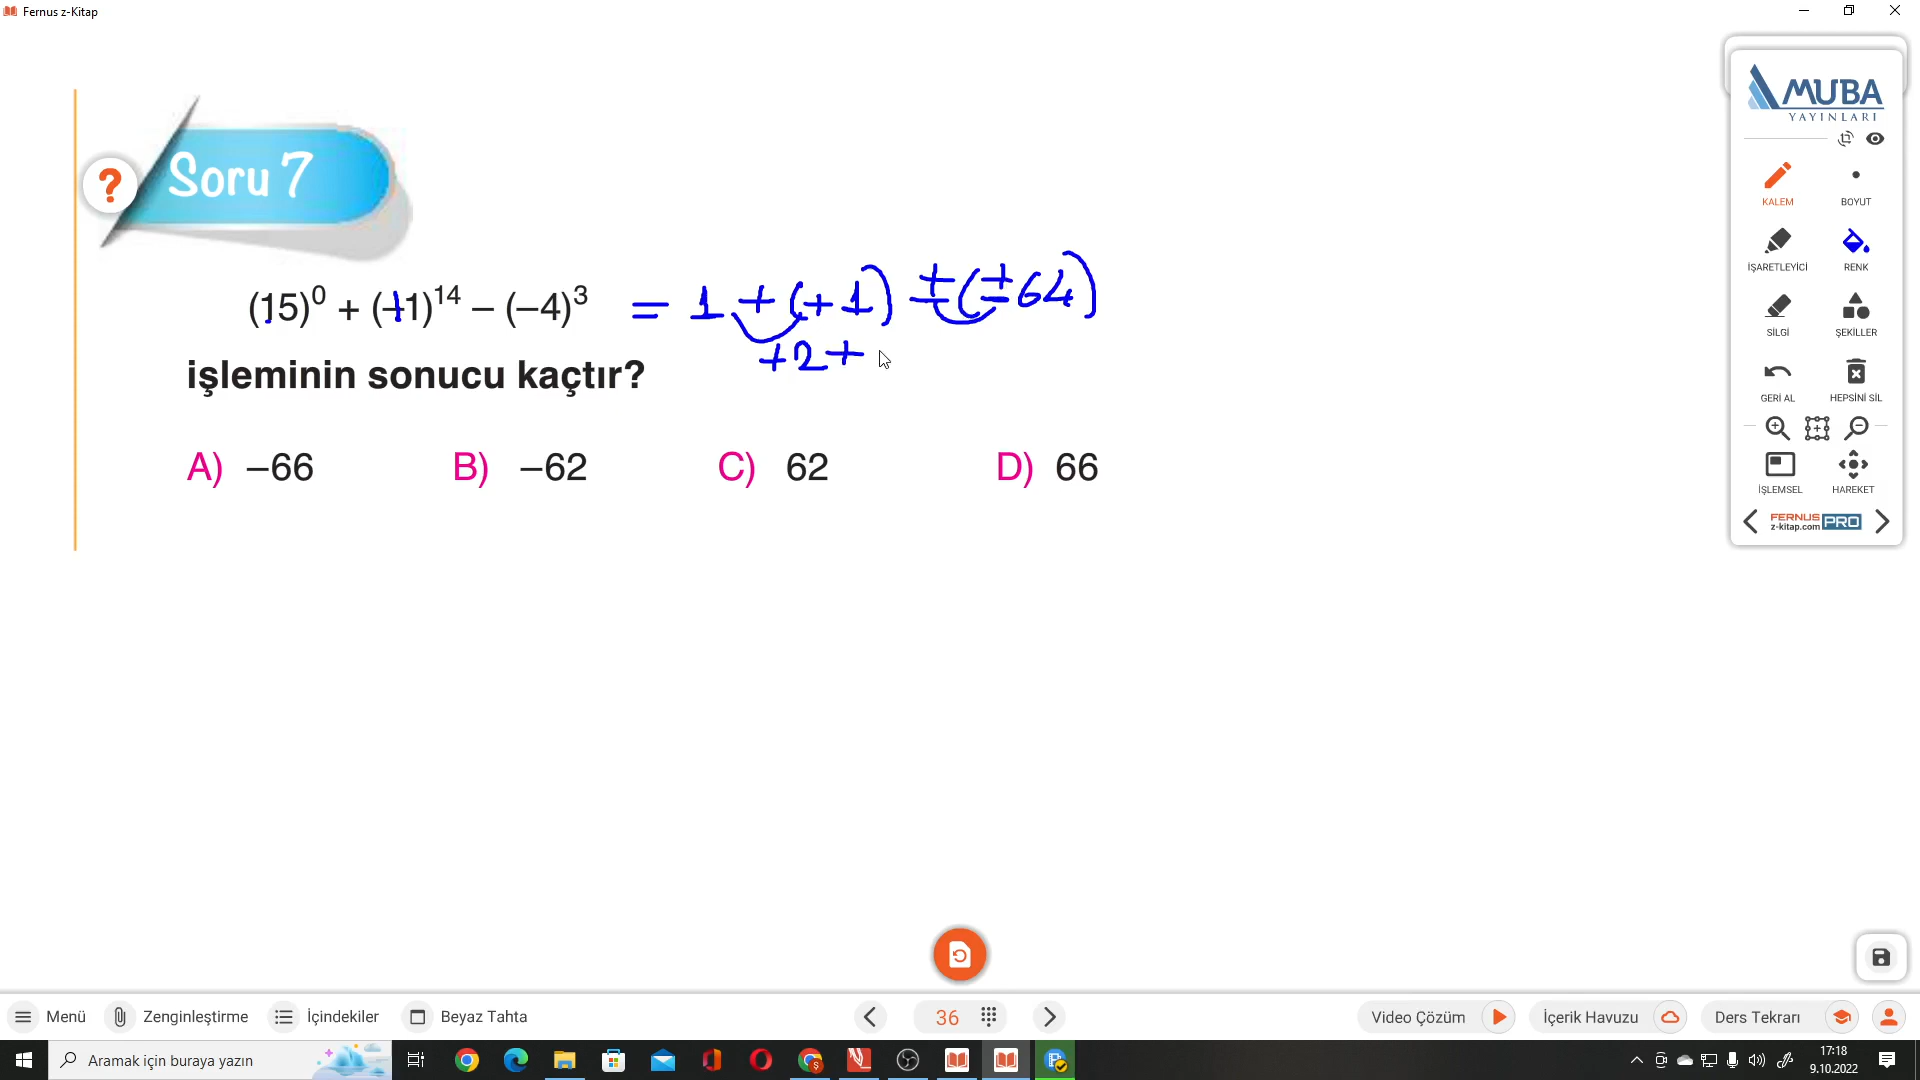 Fernus z-Kitap
MUBA
YAYINLARI
? Soru 7
KALEM BOYUT
İŞARETLEYİCİ RENK
(15)⁰ + (−1)¹⁴ − (−4)³ = 1 + (+1) ± (±64)
SİLGİ ŞEKİLLER
+2+
işleminin sonucu kaçtır?
GERİ AL HEPSİNİ SİL
A) −66 B) −62 C) 62 D) 66
İŞLEMSEL HAREKET
FERNUS
z-kitap.com PRO
Menü Zenginleştirme İçindekiler Beyaz Tahta 36 Video Çözüm İçerik Havuzu Ders Tekrarı
Aramak için buraya yazın
17:18
9.10.2022